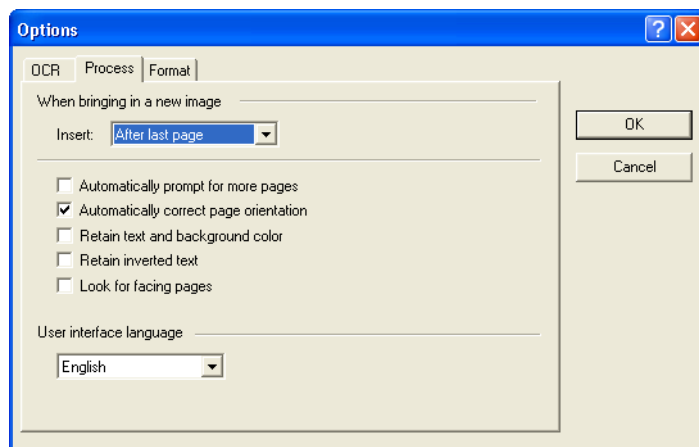 Options
OCR Process Format
When bringing in a new image
Insert: After last page
OK
Cancel
Automatically prompt for more pages
Automatically correct page orientation
Retain text and background color
Retain inverted text
Look for facing pages
User interface language
English